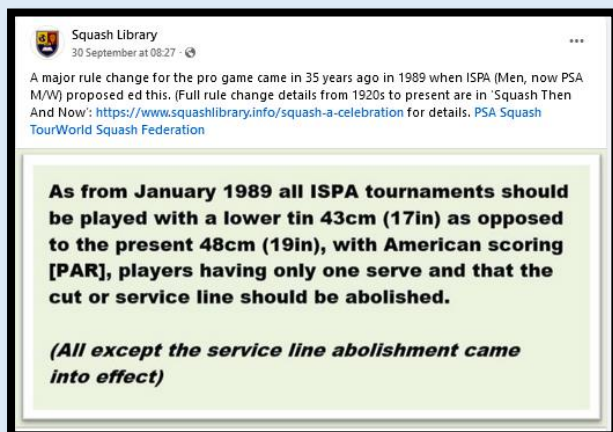 Squash Library
30 September at 08:27 ·
A major rule change for the pro game came in 35 years ago in 1989 when ISPA (Men, now PSA
M/W) proposed ed this. (Full rule change details from 1920s to present are in 'Squash Then
And Now': https://www.squashlibrary.info/squash-a-celebration for details. PSA Squash
TourWorld Squash Federation
As from January 1989 all ISPA tournaments should
be played with a lower tin 43cm (17in) as opposed
to the present 48cm (19in), with American scoring
[PAR], players having only one serve and that the
cut or service line should be abolished.
(All except the service line abolishment came
into effect)